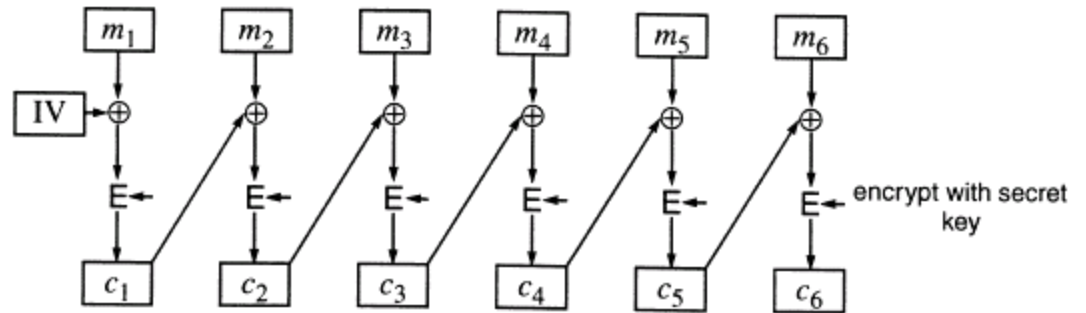 m1 m2 m3 m4 m5 m6
IV
E E E E E E encrypt with secret
key
c1 c2 c3 c4 c5 c6